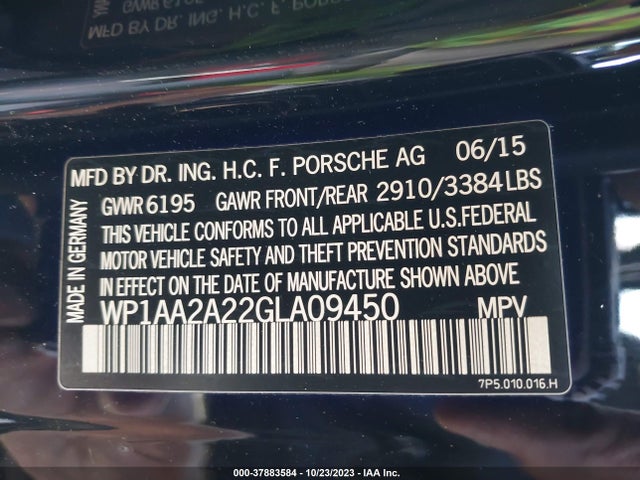 MFD BY DR. ING. H.C. F. PORSCHE AG 06/15
GVWR 6195 GAWR FRONT/REAR 2910/3384 LBS
THIS VEHICLE CONFORMS TO ALL APPLICABLE U.S. FEDERAL
MOTOR VEHICLE SAFETY AND THEFT PREVENTION STANDARDS
IN EFFECT ON THE DATE OF MANUFACTURE SHOWN ABOVE
WP1AA2A22GLA09450 MPV
7P5.010.016.H
MADE IN GERMANY
000-37883584 - 10/23/2023 - IAA Inc.